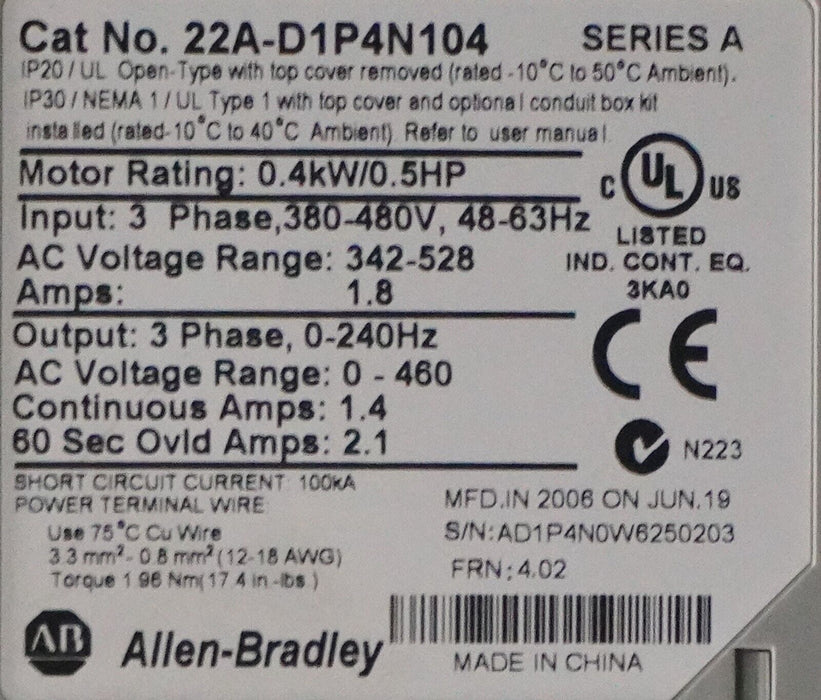 Cat No. 22A-D1P4N104 SERIES A
IP20 / UL Open-Type with top cover removed (rated -10°C to 50°C Ambient).
IP30 / NEMA 1 / UL Type 1 with top cover and optional conduit box kit
installed (rated-10°C to 40°C Ambient). Refer to user manual.
Motor Rating: 0.4kW/0.5HP
C UL US
Input: 3 Phase,380-480V, 48-63Hz
LISTED
AC Voltage Range: 342-528
IND. CONT. EQ.
Amps: 1.8
3KA0
Output: 3 Phase, 0-240Hz
CE
AC Voltage Range: 0 - 460
Continuous Amps: 1.4
60 Sec Ovld Amps: 2.1
N223
SHORT CIRCUIT CURRENT: 100kA
POWER TERMINAL WIRE:
MFD.IN 2006 ON JUN.19
Use 75°C Cu Wire
S/N:AD1P4N0W6250203
3.3 mm²- 0.8 mm² (12-18 AWG)
FRN:4.02
Torque 1.96 Nm(17.4 in-lbs.)
AB Allen-Bradley
MADE IN CHINA